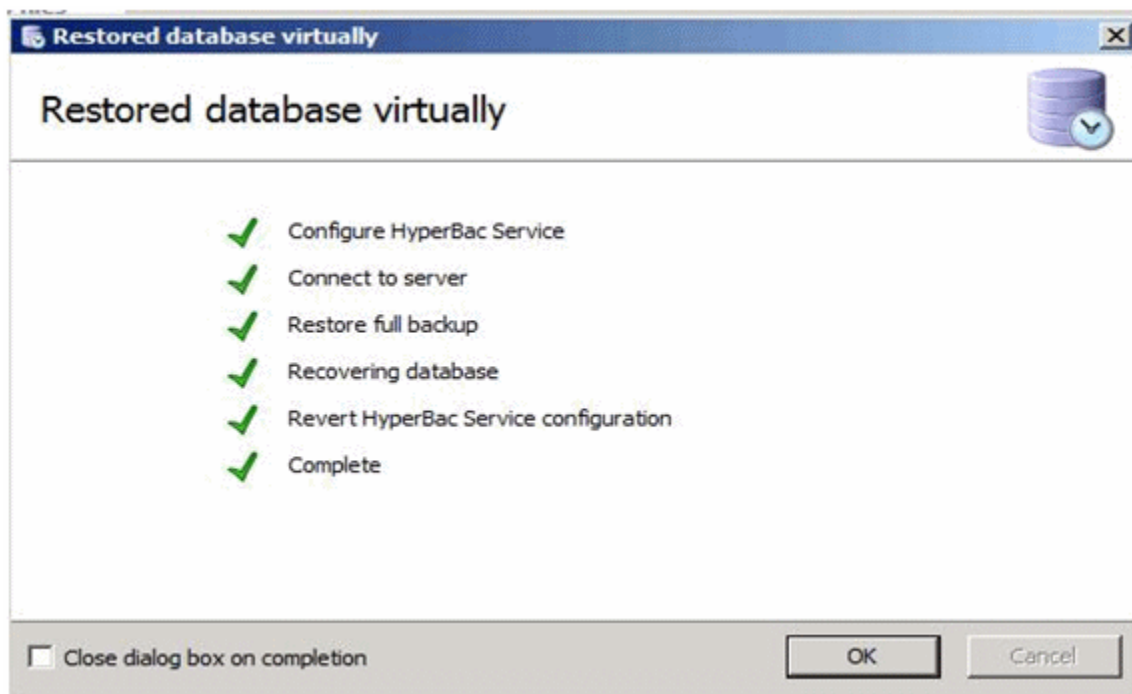 Restored database virtually
Restored database virtually
Configure HyperBac Service
Connect to server
Restore full backup
Recovering database
Revert HyperBac Service configuration
Complete
Close dialog box on completion
OK
Cancel